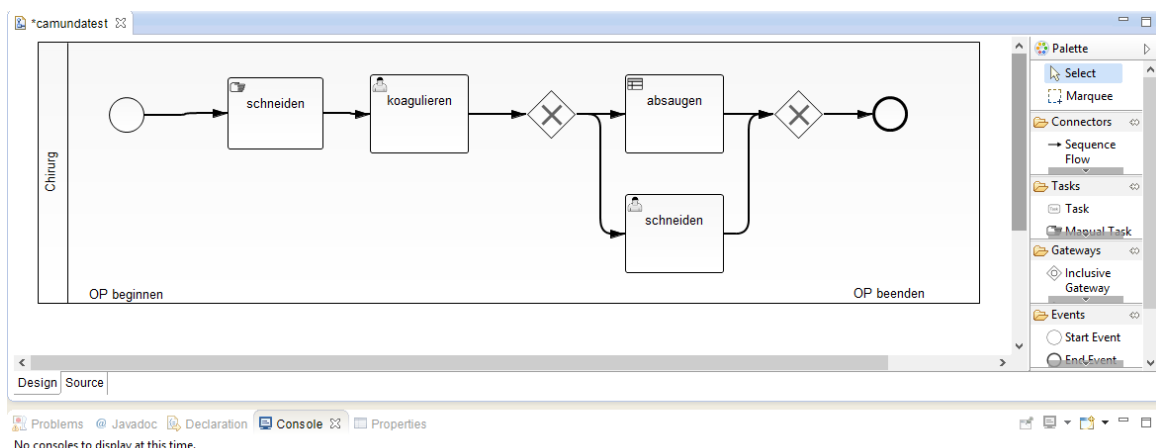 *camundatest
Palette
Select
Marquee
Connectors
Sequence
Flow
Tasks
Task
Manual Task
Gateways
Inclusive
Gateway
Events
Start Event
End Event
Chirurg
schneiden
koagulieren
absaugen
schneiden
OP beginnen
OP beenden
Design Source
Problems @ Javadoc Declaration Console Properties
No consoles to display at this time.